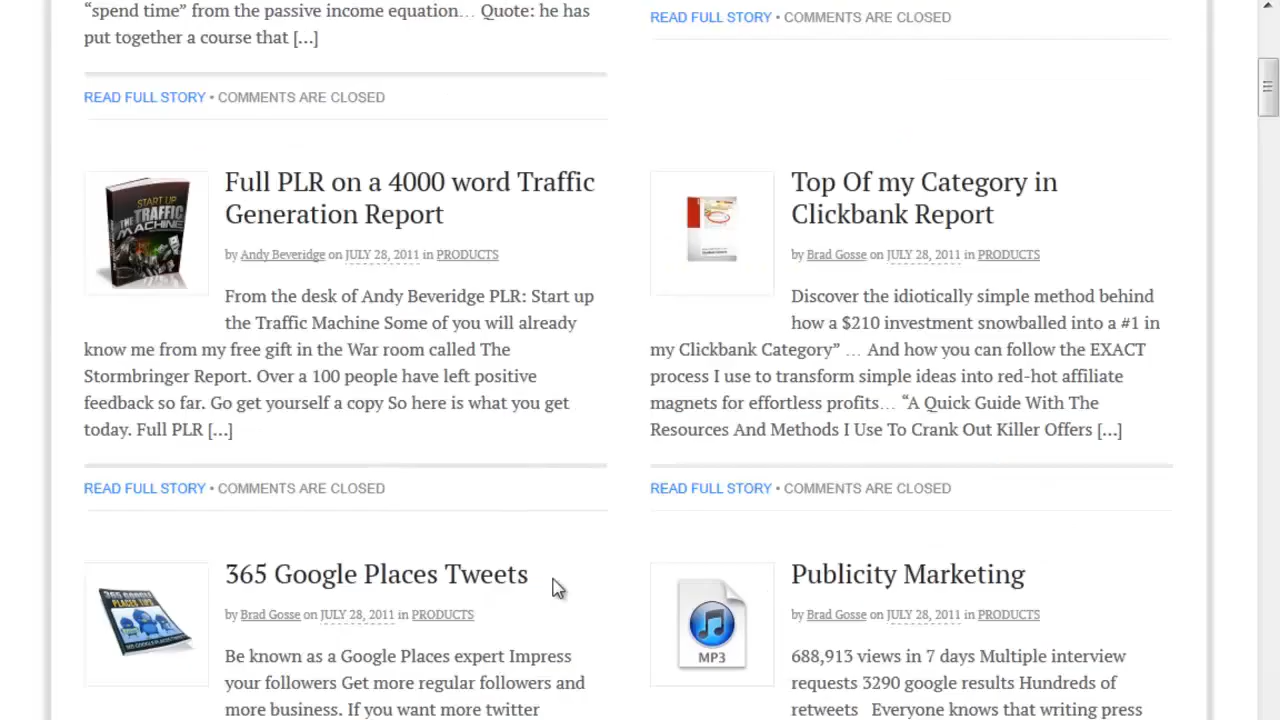 “spend time” from the passive income equation… Quote: he has
put together a course that [...]
READ FULL STORY • COMMENTS ARE CLOSED
READ FULL STORY • COMMENTS ARE CLOSED
START UP
THE TRAFFIC
MACHINE
Full PLR on a 4000 word Traffic
Generation Report
by Andy Beveridge on JULY 28, 2011 in PRODUCTS
From the desk of Andy Beveridge PLR: Start up
the Traffic Machine Some of you will already
know me from my free gift in the War room called The
Stormbringer Report. Over a 100 people have left positive
feedback so far. Go get yourself a copy So here is what you get
today. Full PLR [...]
READ FULL STORY • COMMENTS ARE CLOSED
Top Of my Category in
Clickbank Report
by Brad Gosse on JULY 28, 2011 in PRODUCTS
Discover the idiotically simple method behind
how a $210 investment snowballed into a #1 in
my Clickbank Category” … And how you can follow the EXACT
process I use to transform simple ideas into red-hot affiliate
magnets for effortless profits… “A Quick Guide With The
Resources And Methods I Use To Crank Out Killer Offers [...]
READ FULL STORY • COMMENTS ARE CLOSED
365 GOOGLE
PLACES TIPS
365 Google Places Tweets
by Brad Gosse on JULY 28, 2011 in PRODUCTS
Be known as a Google Places expert Impress
your followers Get more regular followers and
more business. If you want more twitter
MP3
Publicity Marketing
by Brad Gosse on JULY 28, 2011 in PRODUCTS
688,913 views in 7 days Multiple interview
requests 3290 google results Hundreds of
retweets Everyone knows that writing press